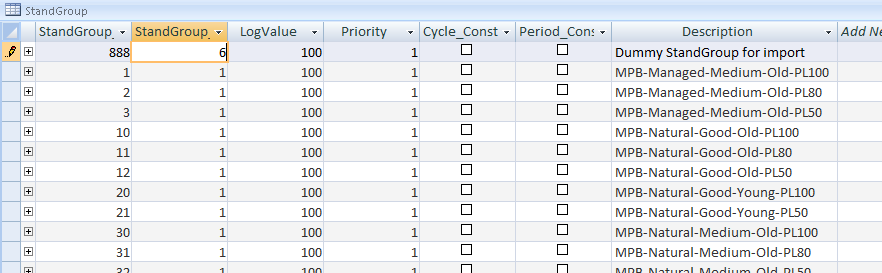 StandGroup
StandGroup_ StandGroup_ LogValue Priority Cycle_Const Period_Cons Description Add Ne
888 6 100 1 Dummy StandGroup for import
1 1 100 1 MPB-Managed-Medium-Old-PL100
2 1 100 1 MPB-Managed-Medium-Old-PL80
3 1 100 1 MPB-Managed-Medium-Old-PL50
10 1 100 1 MPB-Natural-Good-Old-PL100
11 1 100 1 MPB-Natural-Good-Old-PL80
12 1 100 1 MPB-Natural-Good-Old-PL50
20 1 100 1 MPB-Natural-Good-Young-PL100
21 1 100 1 MPB-Natural-Good-Young-PL50
30 1 100 1 MPB-Natural-Medium-Old-PL100
31 1 100 1 MPB-Natural-Medium-Old-PL80
32 1 100 1 MPB-Natural-Medium-Old-PL50